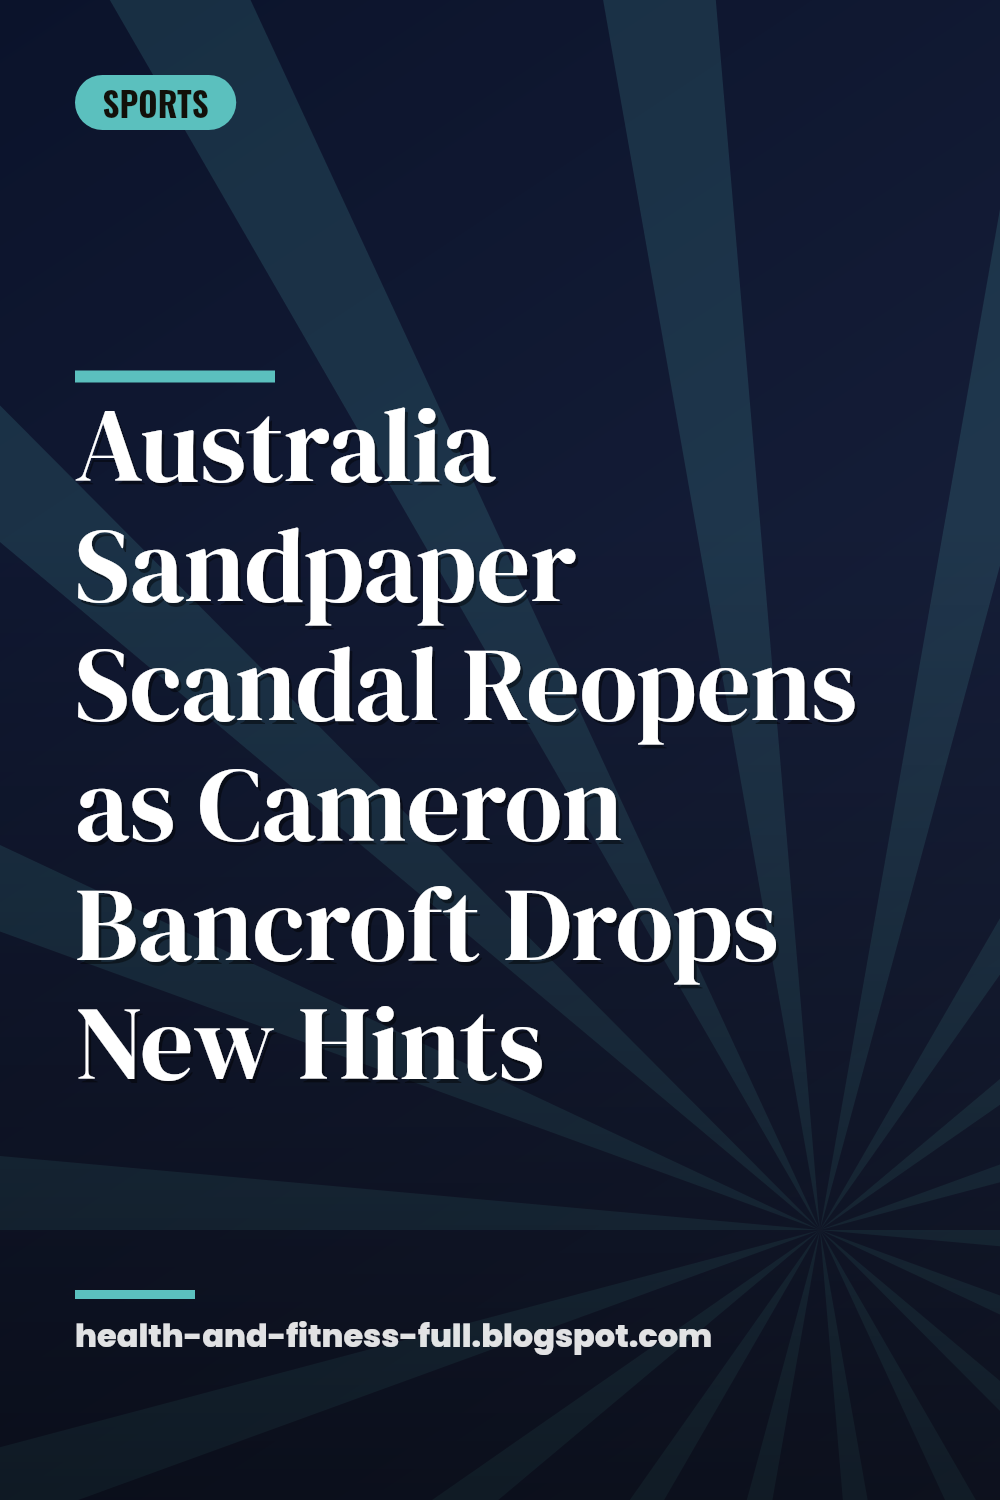 SPORTS
Australia
Sandpaper
Scandal Reopens
as Cameron
Bancroft Drops
New Hints
health-and-fitness-full.blogspot.com